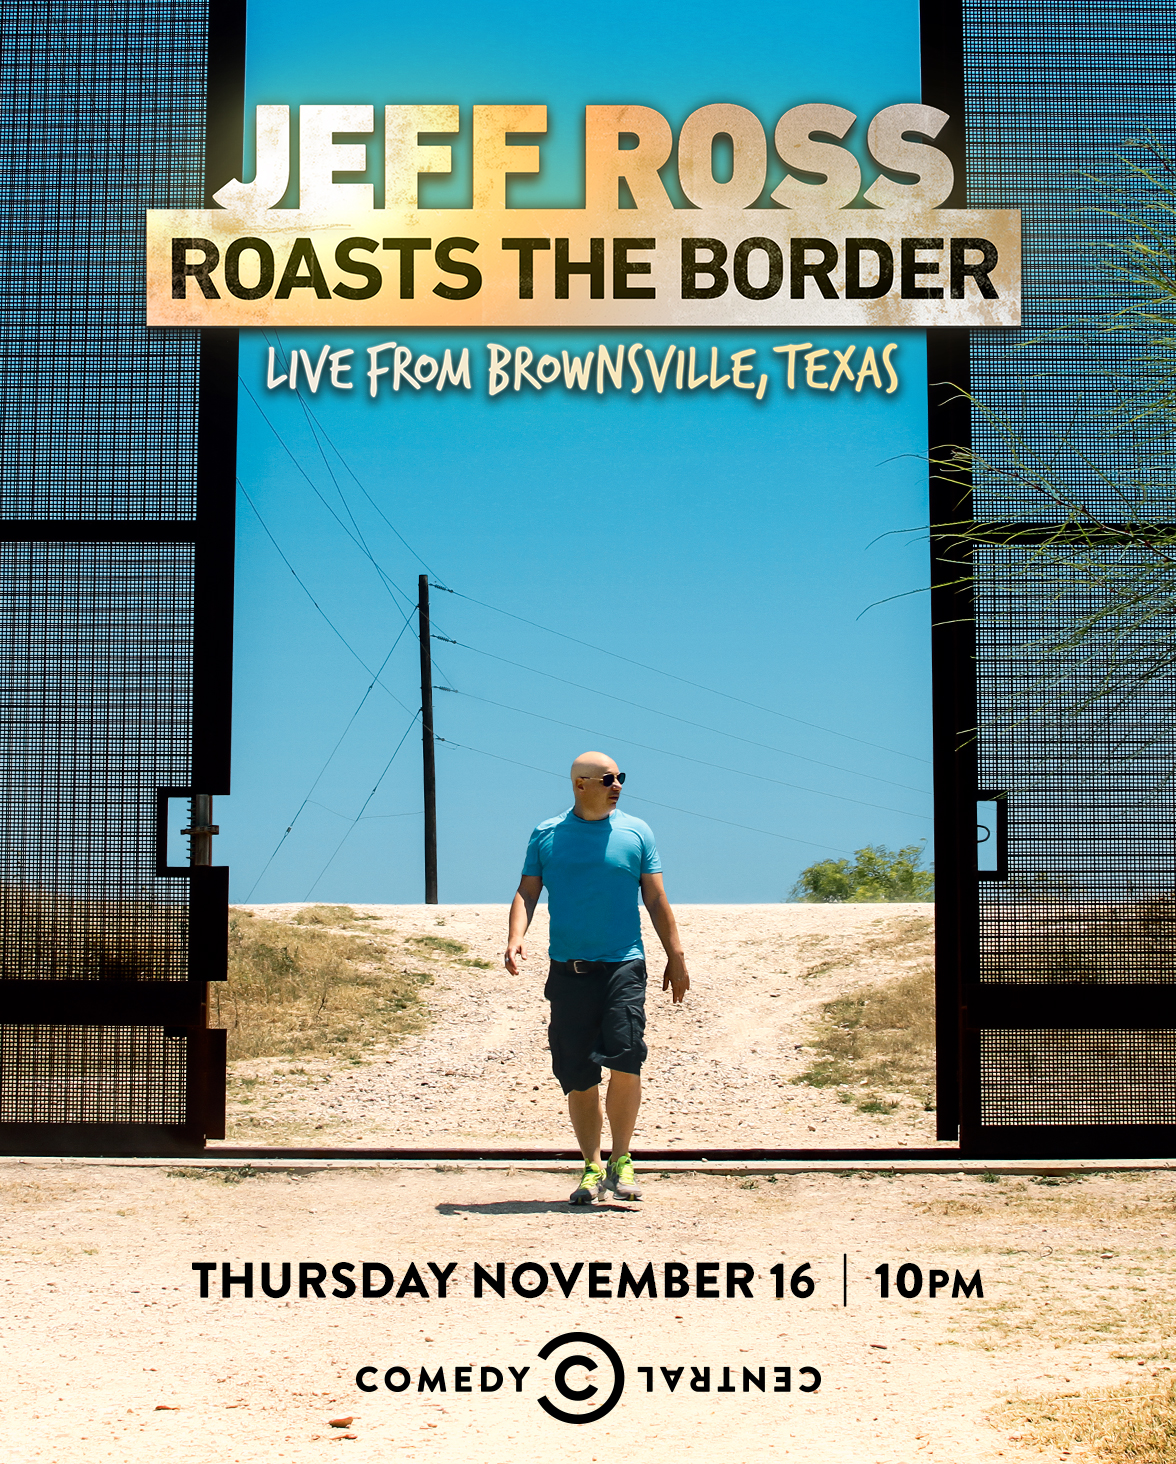 JEFF ROSS
ROASTS THE BORDER
LIVE FROM BROWNSVILLE, TEXAS
THURSDAY NOVEMBER 16 | 10PM
COMEDY C CENTRAL